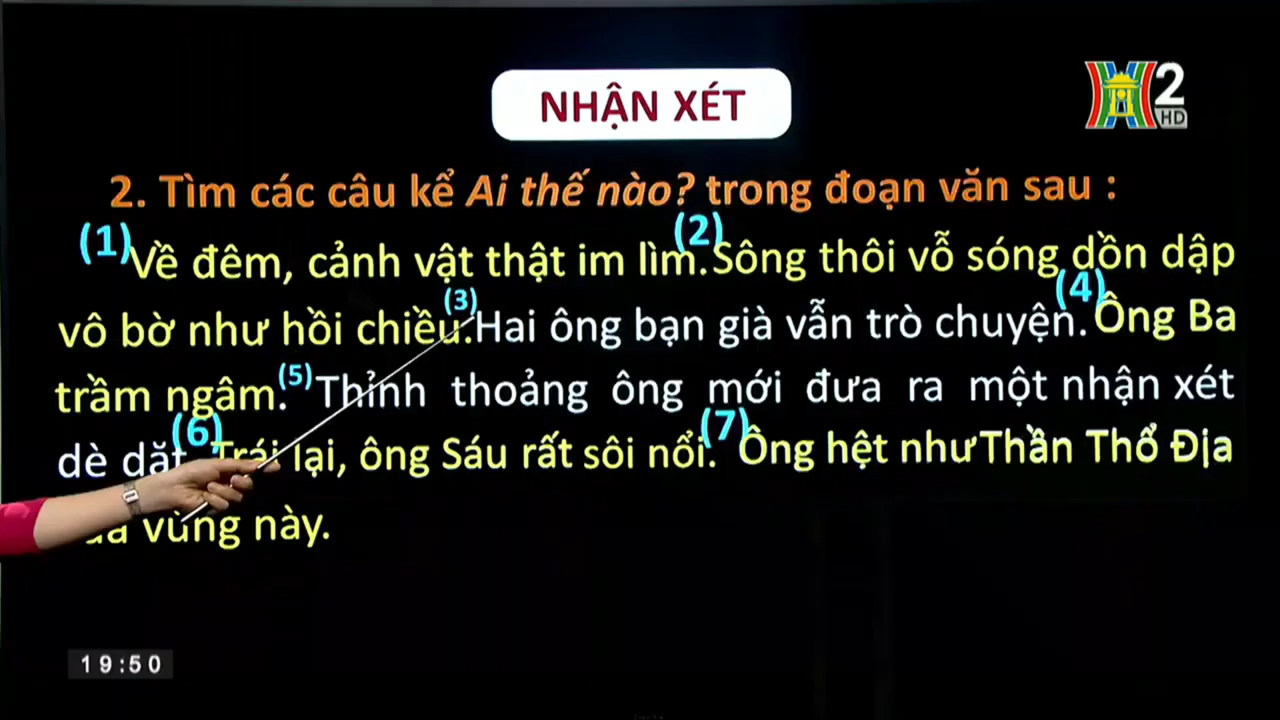 NHẬN XÉT
2 HD
2. Tìm các câu kể Ai thế nào? trong đoạn văn sau :
(1) Về đêm, cảnh vật thật im lìm. (2) Sông thôi vỗ sóng dồn dập
vô bờ như hồi chiều. (3) Hai ông bạn già vẫn trò chuyện. (4) Ông Ba
trầm ngâm. (5) Thỉnh thoảng ông mới đưa ra một nhận xét
dè dặt (6) Trái lại, ông Sáu rất sôi nổi. (7) Ông hệt như Thần Thổ Địa
vùng này.
19:50